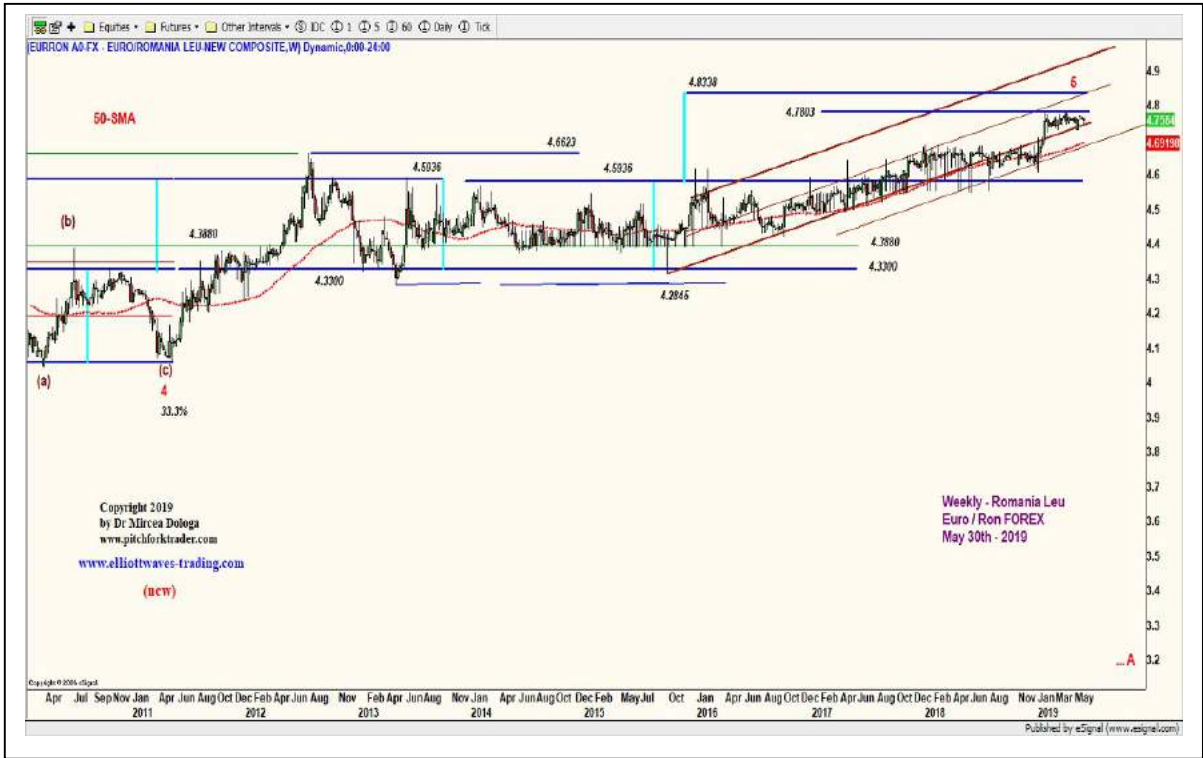 Equities Futures Other Intervals IDC 1 5 60 Daily Tick
(EURRON A0-FX - EURO/ROMANIA LEU-NEW COMPOSITE,W) Dynamic,0:00-24:00
50-SMA
4.8338
5
4.7803
4.6623
4.5936
4.5936
(b)
4.3880
4.3880
4.3300
4.3300
4.2845
(a)
(c)
4
33.3%
4.9
4.8
4.7564
4.69198
4.6
4.5
4.4
4.3
4.2
4.1
4
3.9
3.8
3.7
3.6
3.5
3.4
3.3
3.2
Copyright 2019
by Dr Mircea Dologa
www.pitchforktrader.com
www.elliottwaves-trading.com
(new)
Weekly - Romania Leu
Euro / Ron FOREX
May 30th - 2019
...A
Copyright © 2006 eSignal
Apr Jul Sep Nov Jan Apr Jun Aug Oct Dec Feb Apr Jun Aug Nov Feb Apr Jun Aug Nov Jan Apr Jun Aug Oct Dec Feb May Jul Oct Jan Apr Jun Aug Oct Dec Feb Apr Jun Aug Oct Dec Feb Apr Jun Aug Nov Jan Mar May
2011 2012 2013 2014 2015 2016 2017 2018 2019
Published by eSignal (www.esignal.com)